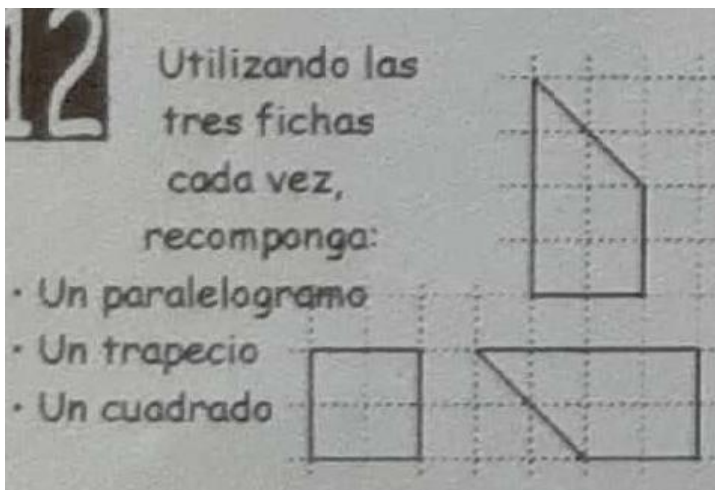 12
Utilizando las
tres fichas
cada vez,
recomponga:
· Un paralelogramo
· Un trapecio
· Un cuadrado